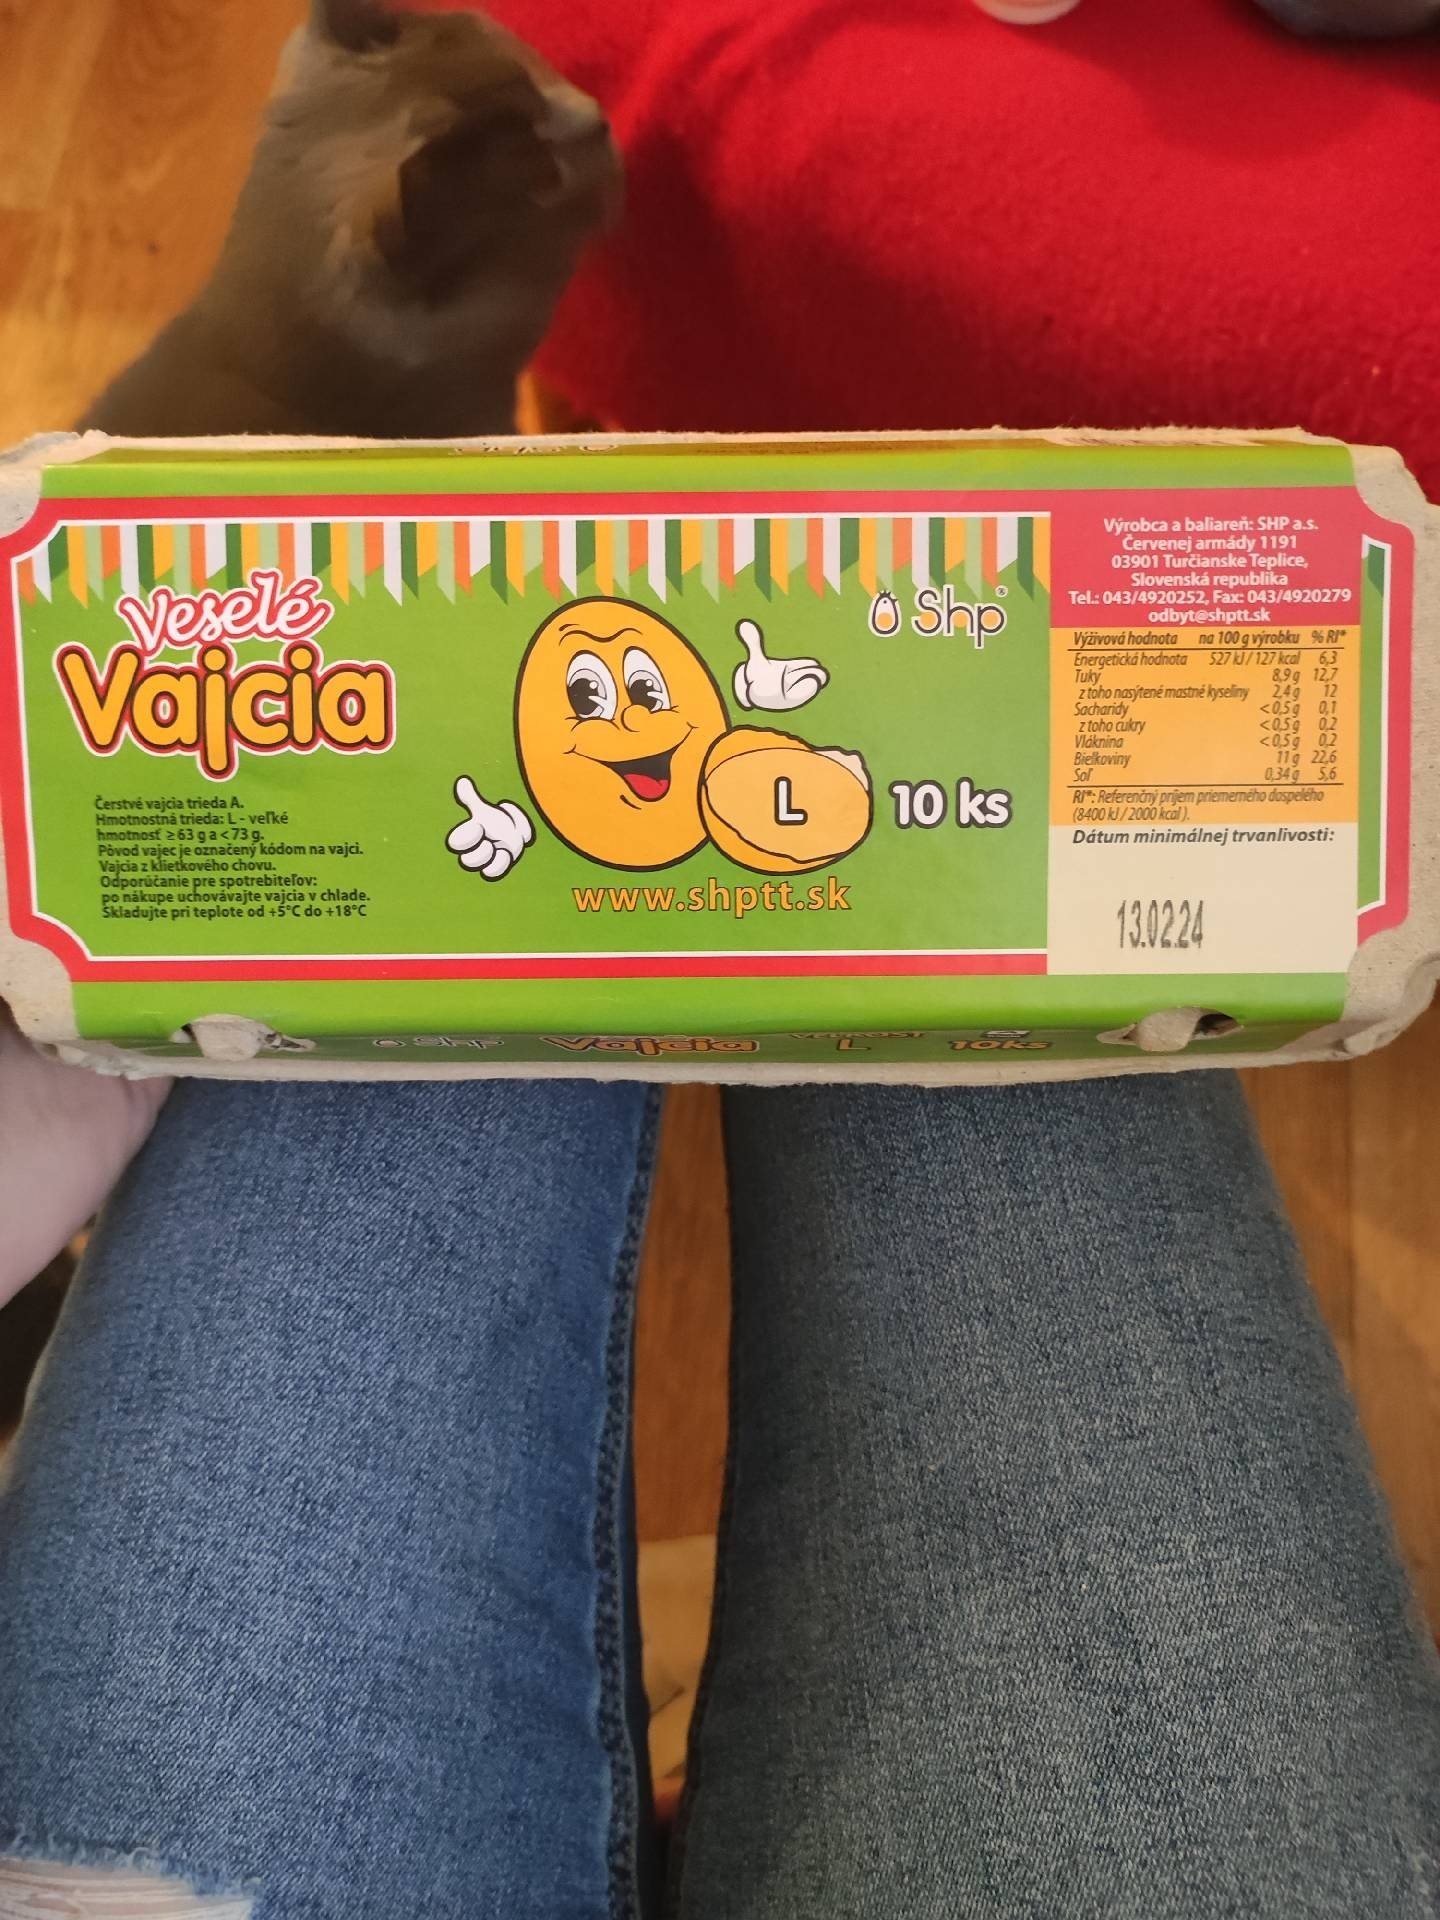 Veselé
Vajcia
Čerstvé vajcia trieda A.
Hmotnostná trieda: L - veľké
hmotnosť ≥ 63 g a < 73 g.
Pôvod vajec je označený kódom na vajci.
Vajcia z klietkového chovu.
Odporúčanie pre spotrebiteľov:
po nákupe uchovávajte vajcia v chlade.
Skladujte pri teplote od +5°C do +18°C
Shp®
L
10 ks
www.shptt.sk
Výrobca a baliareň: SHP a.s.
Červenej armády 1191
03901 Turčianske Teplice,
Slovenská republika
Tel.: 043/4920252, Fax: 043/4920279
odbyt@shptt.sk
Výživová hodnota na 100 g výrobku % RI*
Energetická hodnota 527 kJ / 127 kcal 6,3
Tuky 8,9 g 12,7
z toho nasýtené mastné kyseliny 2,4 g 12
Sacharidy < 0,5 g 0,1
z toho cukry < 0,5 g 0,2
Vláknina < 0,5 g 0,2
Bielkoviny 11 g 22,6
Soľ 0,34 g 5,6
RI*: Referenčný príjem priemerného dospelého
(8400 kJ / 2000 kcal).
Dátum minimálnej trvanlivosti:
13.02.24
Shp Vajcia L 10ks